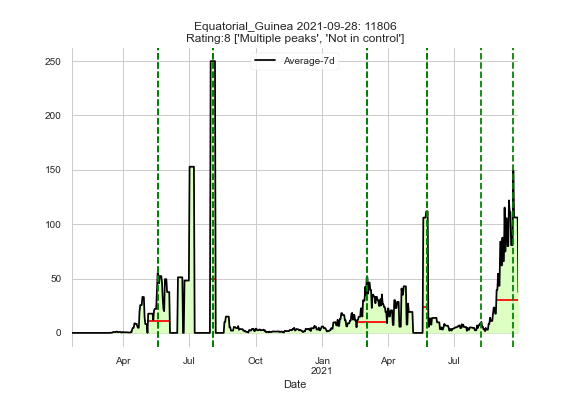 Equatorial_Guinea 2021-09-28: 11806
Rating:8 ['Multiple peaks', 'Not in control']
Average-7d
250
200
150
100
50
0
Apr Jul Oct Jan Apr Jul
2021
Date